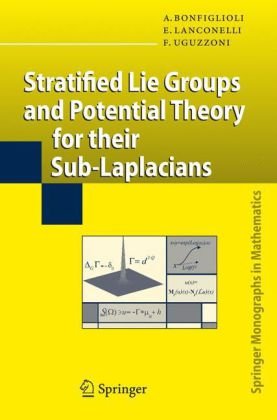 A. BONFIGLIOLI
E. LANCONELLI
F. UGUZZONI
Stratified Lie Groups
and Potential Theory
for their
Sub-Laplacians
Springer Monographs in Mathematics
Springer